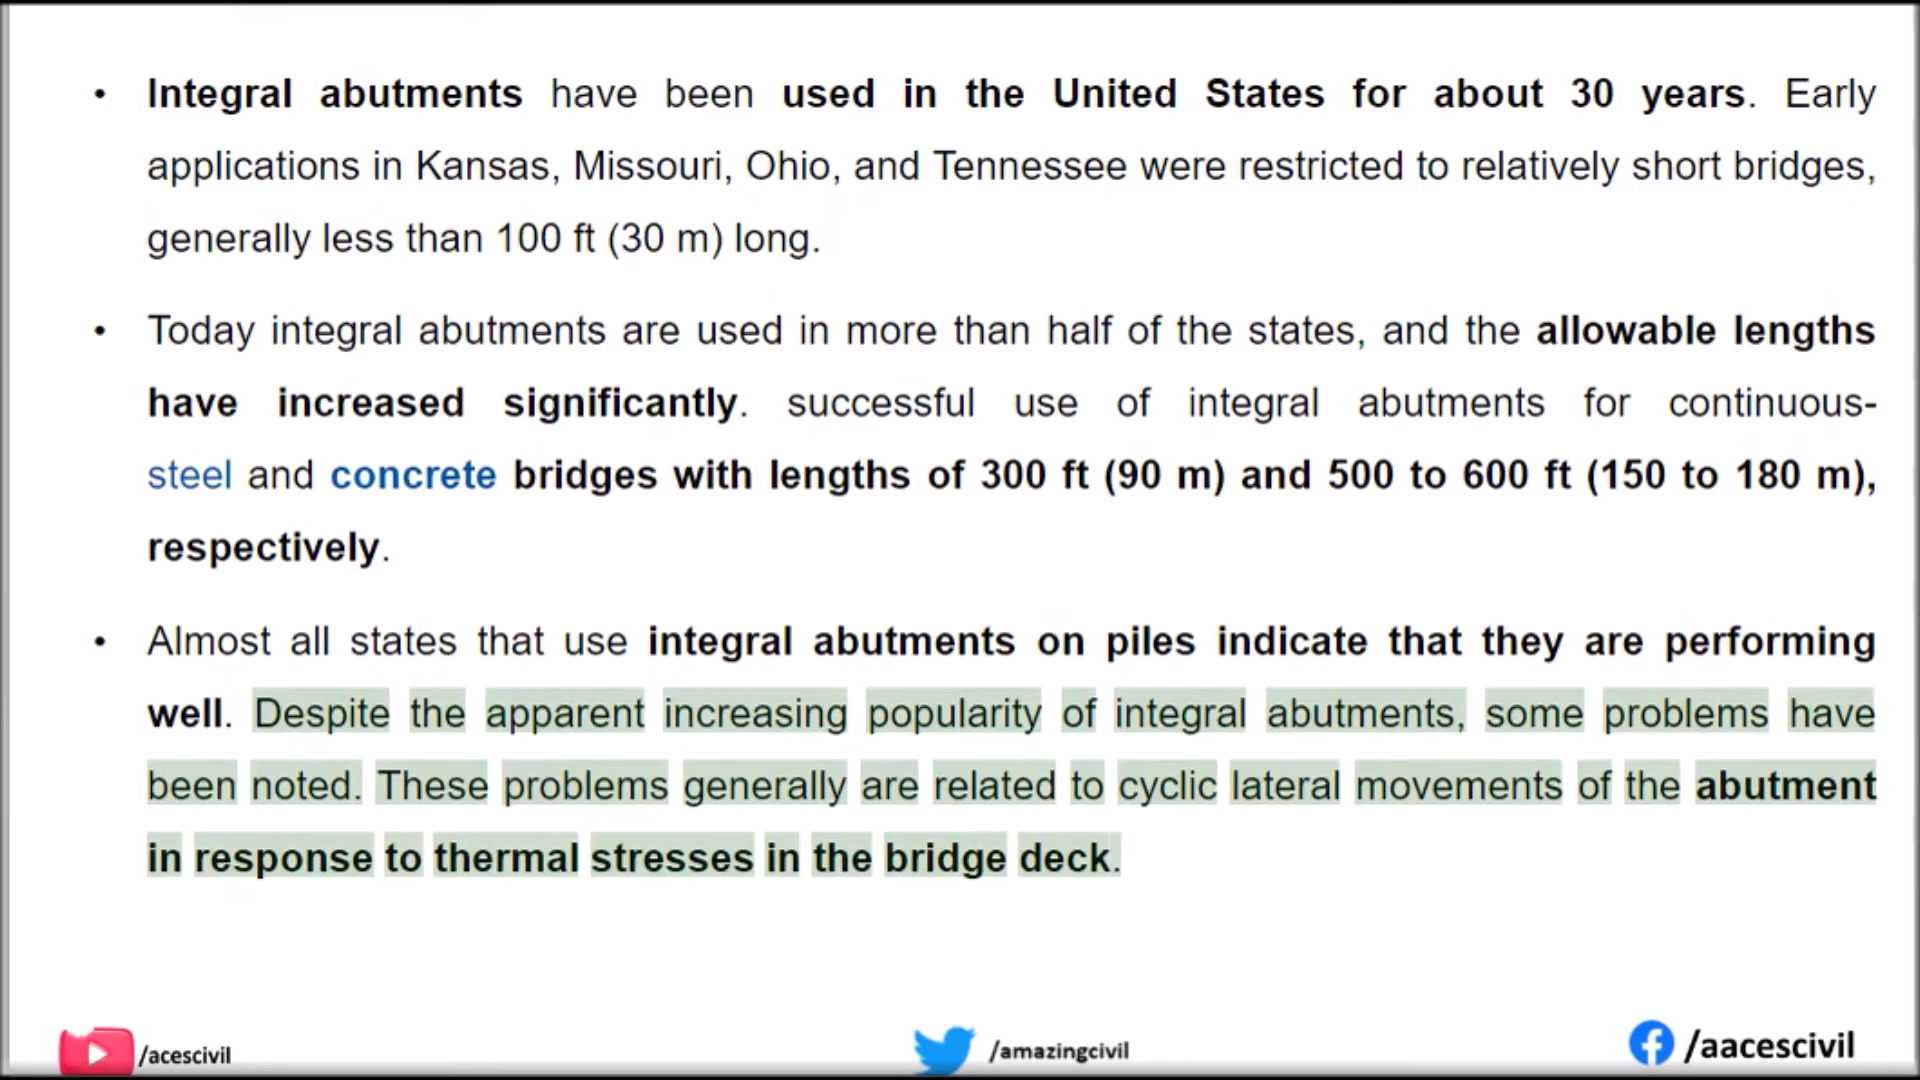 • Integral abutments have been used in the United States for about 30 years. Early
applications in Kansas, Missouri, Ohio, and Tennessee were restricted to relatively short bridges,
generally less than 100 ft (30 m) long.
• Today integral abutments are used in more than half of the states, and the allowable lengths
have increased significantly. successful use of integral abutments for continuous-
steel and concrete bridges with lengths of 300 ft (90 m) and 500 to 600 ft (150 to 180 m),
respectively.
• Almost all states that use integral abutments on piles indicate that they are performing
well. Despite the apparent increasing popularity of integral abutments, some problems have
been noted. These problems generally are related to cyclic lateral movements of the abutment
in response to thermal stresses in the bridge deck.
/acescivil
/amazingcivil
/aacescivil